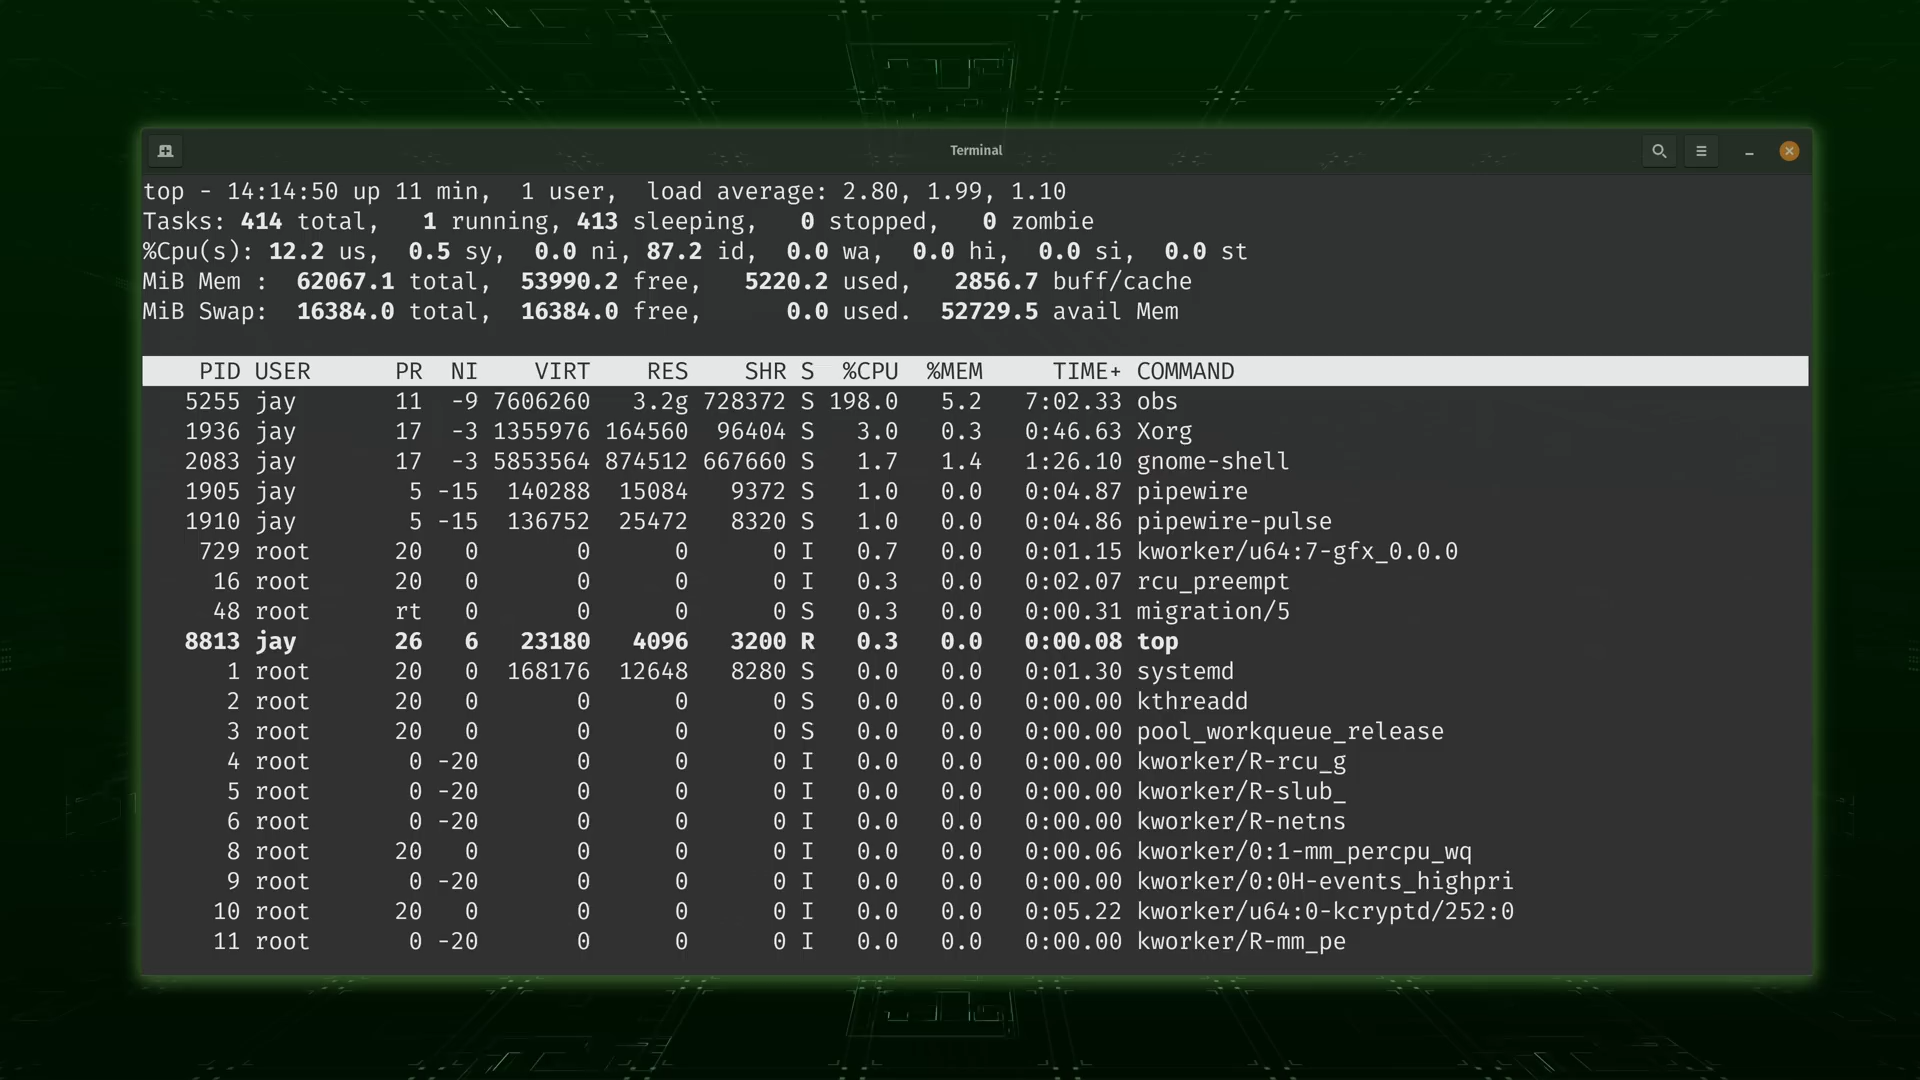 Terminal
top - 14:14:50 up 11 min,  1 user,  load average: 2.80, 1.99, 1.10
Tasks: 414 total,   1 running, 413 sleeping,   0 stopped,   0 zombie
%Cpu(s): 12.2 us,  0.5 sy,  0.0 ni, 87.2 id,  0.0 wa,  0.0 hi,  0.0 si,  0.0 st
MiB Mem :  62067.1 total,  53990.2 free,   5220.2 used,   2856.7 buff/cache
MiB Swap:  16384.0 total,  16384.0 free,      0.0 used.  52729.5 avail Mem
PID USER      PR  NI    VIRT    RES    SHR S  %CPU  %MEM     TIME+ COMMAND
5255 jay       11  -9 7606260   3.2g 728372 S 198.0   5.2   7:02.33 obs
1936 jay       17  -3 1355976 164560  96404 S   3.0   0.3   0:46.63 Xorg
2083 jay       17  -3 5853564 874512 667660 S   1.7   1.4   1:26.10 gnome-shell
1905 jay        5 -15  140288  15084   9372 S   1.0   0.0   0:04.87 pipewire
1910 jay        5 -15  136752  25472   8320 S   1.0   0.0   0:04.86 pipewire-pulse
729 root      20   0       0      0      0 I   0.7   0.0   0:01.15 kworker/u64:7-gfx_0.0.0
16 root      20   0       0      0      0 I   0.3   0.0   0:02.07 rcu_preempt
48 root      rt   0       0      0      0 S   0.3   0.0   0:00.31 migration/5
8813 jay       26   6   23180   4096   3200 R   0.3   0.0   0:00.08 top
1 root      20   0  168176  12648   8280 S   0.0   0.0   0:01.30 systemd
2 root      20   0       0      0      0 S   0.0   0.0   0:00.00 kthreadd
3 root      20   0       0      0      0 S   0.0   0.0   0:00.00 pool_workqueue_release
4 root       0 -20       0      0      0 I   0.0   0.0   0:00.00 kworker/R-rcu_g
5 root       0 -20       0      0      0 I   0.0   0.0   0:00.00 kworker/R-slub_
6 root       0 -20       0      0      0 I   0.0   0.0   0:00.00 kworker/R-netns
8 root      20   0       0      0      0 I   0.0   0.0   0:00.06 kworker/0:1-mm_percpu_wq
9 root       0 -20       0      0      0 I   0.0   0.0   0:00.00 kworker/0:0H-events_highpri
10 root      20   0       0      0      0 I   0.0   0.0   0:05.22 kworker/u64:0-kcryptd/252:0
11 root       0 -20       0      0      0 I   0.0   0.0   0:00.00 kworker/R-mm_pe